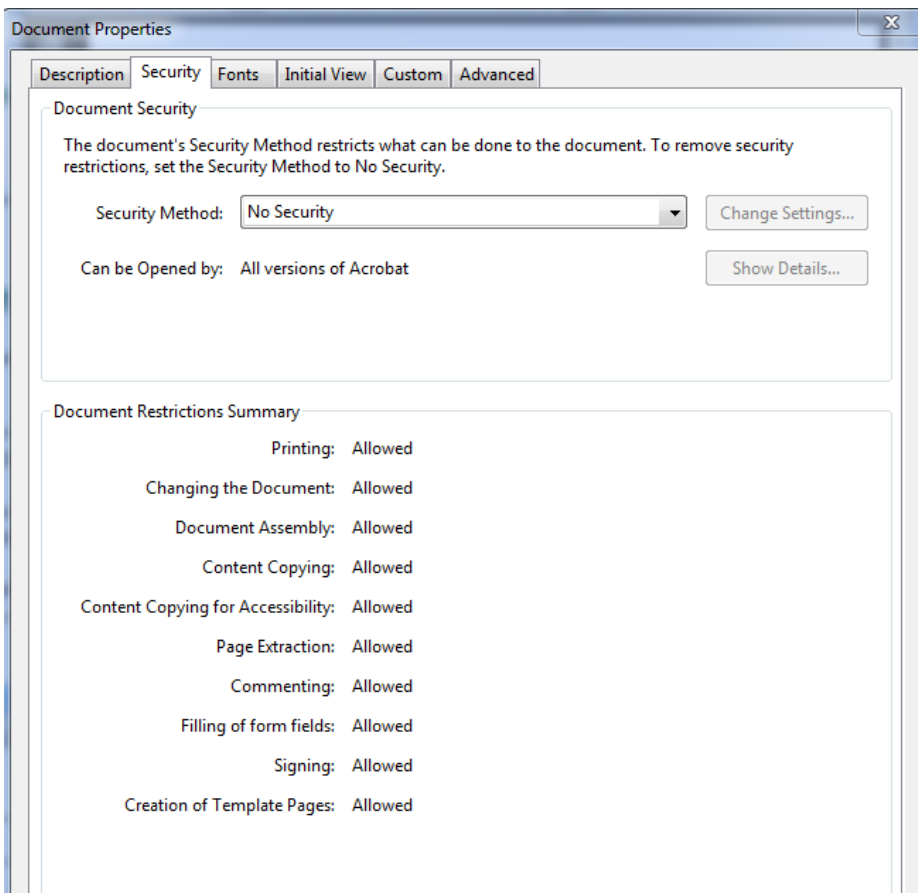 Document Properties
Description Security Fonts Initial View Custom Advanced
Document Security
The document's Security Method restricts what can be done to the document. To remove security
restrictions, set the Security Method to No Security.
Security Method: No Security Change Settings...
Can be Opened by: All versions of Acrobat Show Details...
Document Restrictions Summary
Printing: Allowed
Changing the Document: Allowed
Document Assembly: Allowed
Content Copying: Allowed
Content Copying for Accessibility: Allowed
Page Extraction: Allowed
Commenting: Allowed
Filling of form fields: Allowed
Signing: Allowed
Creation of Template Pages: Allowed